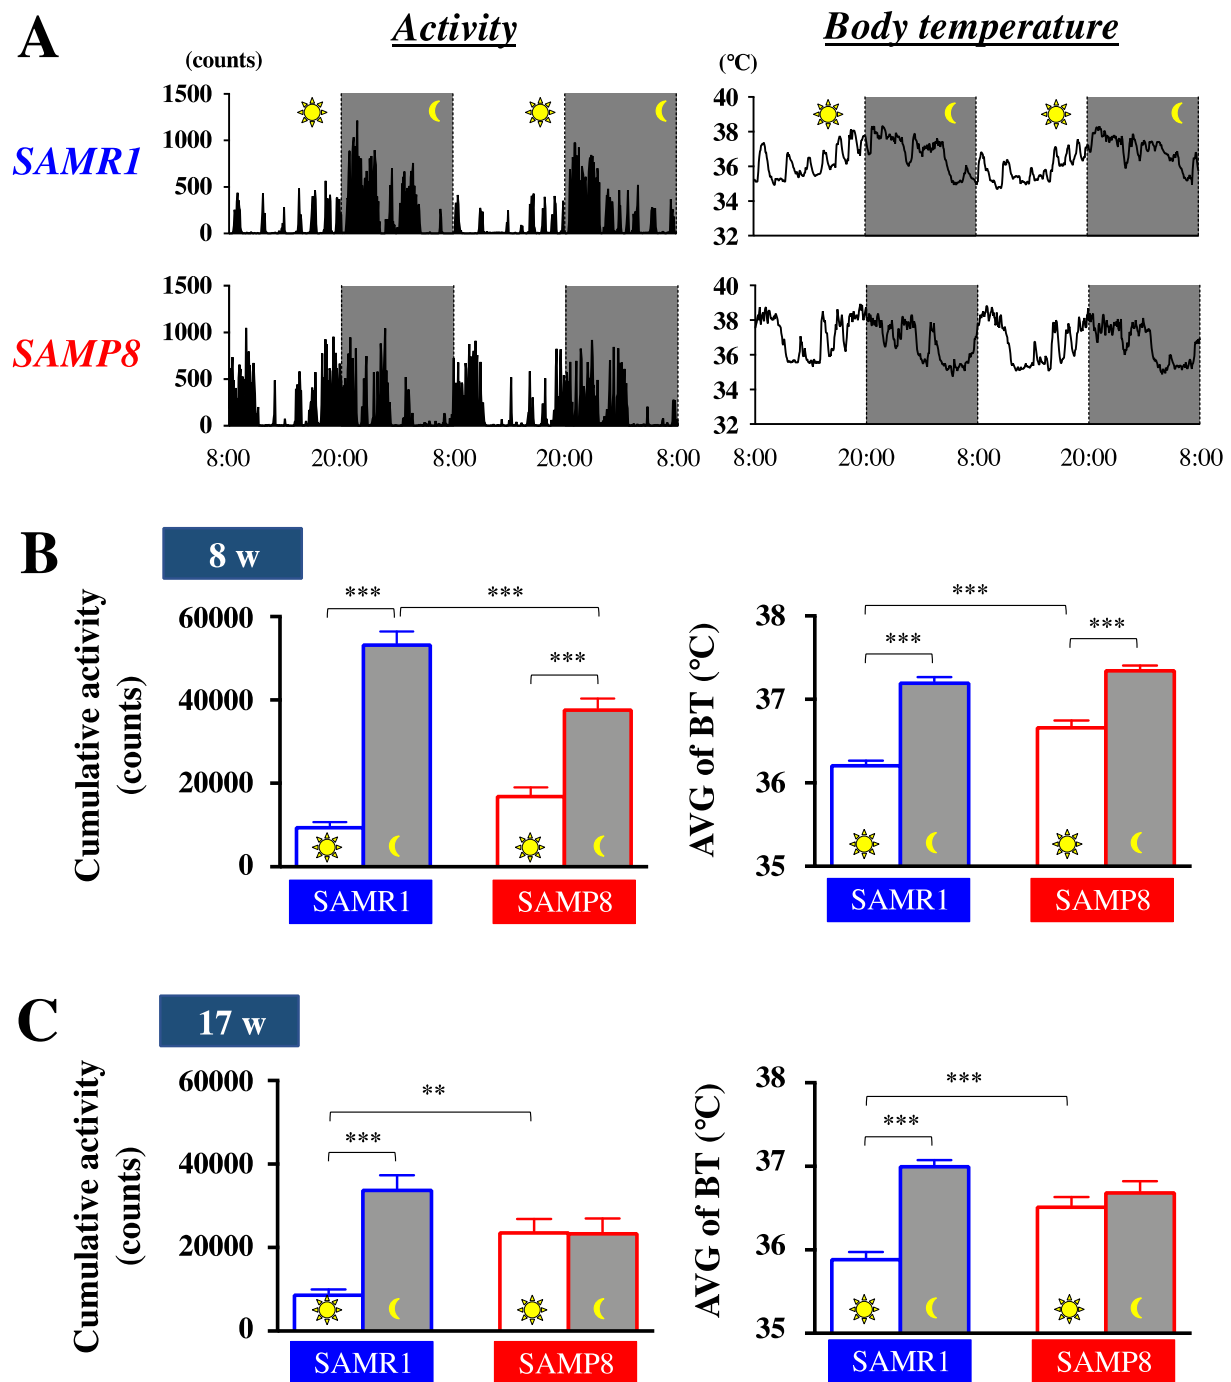 A
Activity
Body temperature
(counts)
(°C)
SAMR1
1500
1000
500
0
40
38
36
34
32
SAMP8
1500
1000
500
0
40
38
36
34
32
8:00 20:00 8:00 20:00 8:00
8:00 20:00 8:00 20:00 8:00
B
8 w
Cumulative activity
(counts)
60000
40000
20000
0
***
***
***
SAMR1
SAMP8
AVG of BT (°C)
38
37
36
35
***
***
***
SAMR1
SAMP8
C
17 w
Cumulative activity
(counts)
60000
40000
20000
0
**
***
SAMR1
SAMP8
AVG of BT (°C)
38
37
36
35
***
***
SAMR1
SAMP8